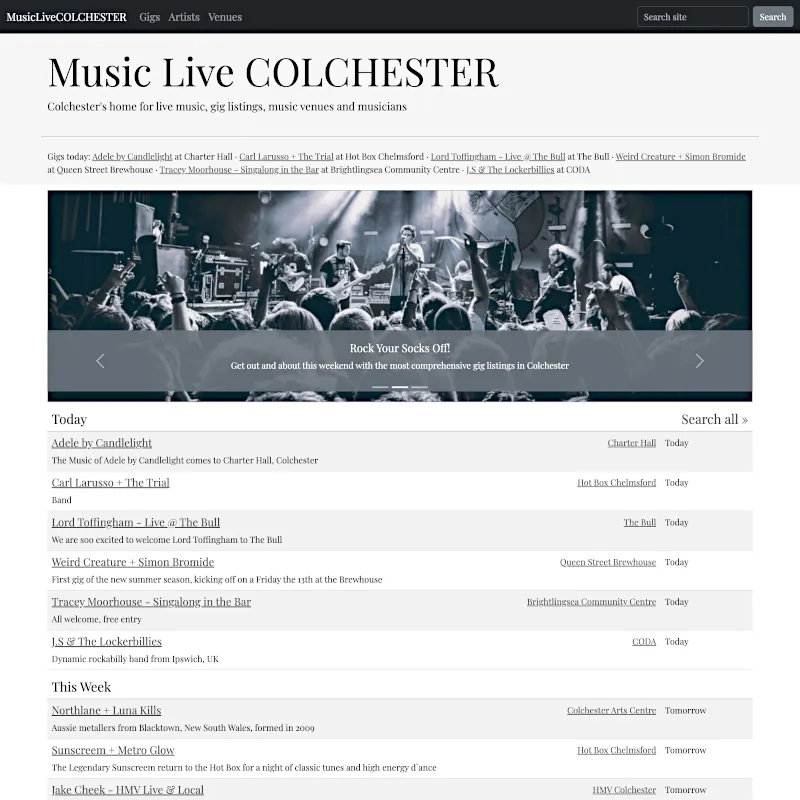 MusicLiveCOLCHESTER Gigs Artists Venues Search site Search
Music Live COLCHESTER
Colchester's home for live music, gig listings, music venues and musicians
Gigs today: Adele by Candlelight at Charter Hall · Carl Larusso + The Trial at Hot Box Chelmsford · Lord Toffingham - Live @ The Bull at The Bull · Weird Creature + Simon Bromide
at Queen Street Brewhouse · Tracey Moorhouse - Singalong in the Bar at Brightlingsea Community Centre · J.S & The Lockerbillies at CODA
Rock Your Socks Off!
Get out and about this weekend with the most comprehensive gig listings in Colchester
Today Search all »
Adele by Candlelight Charter Hall Today
The Music of Adele by Candlelight comes to Charter Hall, Colchester
Carl Larusso + The Trial Hot Box Chelmsford Today
Band
Lord Toffingham - Live @ The Bull The Bull Today
We are soo excited to welcome Lord Toffingham to The Bull
Weird Creature + Simon Bromide Queen Street Brewhouse Today
First gig of the new summer season, kicking off on a Friday the 13th at the Brewhouse
Tracey Moorhouse - Singalong in the Bar Brightlingsea Community Centre Today
All welcome, free entry
J.S & The Lockerbillies CODA Today
Dynamic rockabilly band from Ipswich, UK
This Week
Northlane + Luna Kills Colchester Arts Centre Tomorrow
Aussie metallers from Blacktown, New South Wales, formed in 2009
Sunscreem + Metro Glow Hot Box Chelmsford Tomorrow
The Legendary Sunscreem return to the Hot Box for a night of classic tunes and high energy d'ance
Jake Cheek - HMV Live & Local HMV Colchester Tomorrow